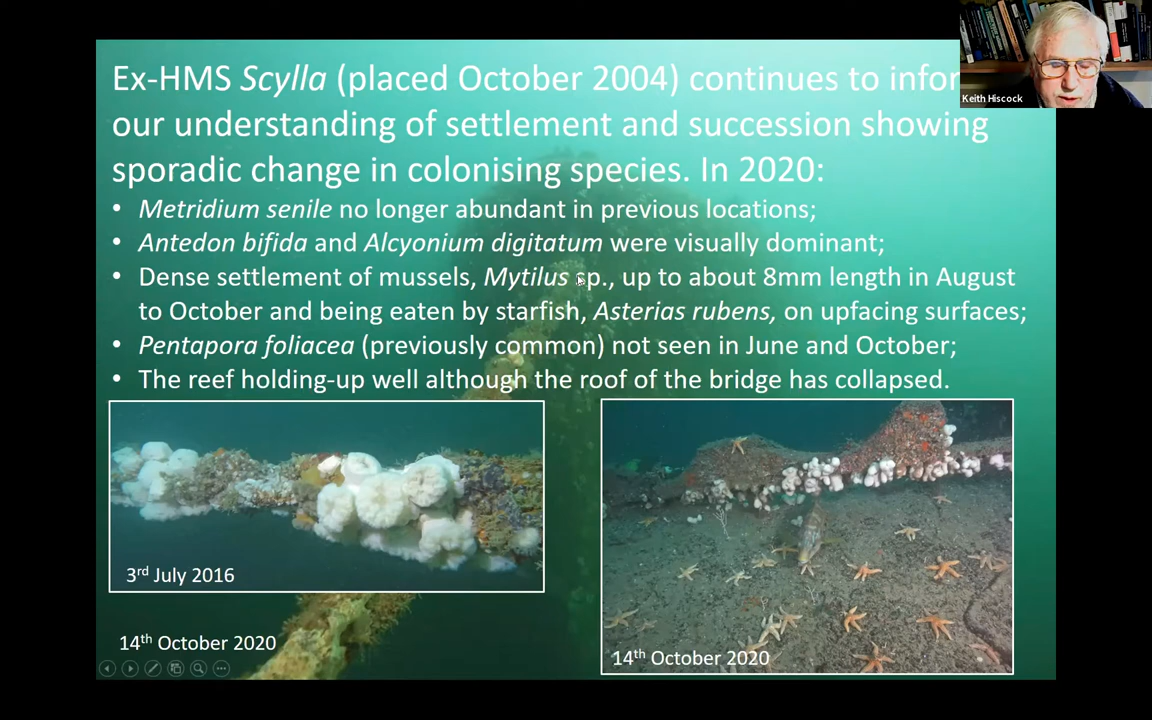 Ex-HMS Scylla (placed October 2004) continues to
our understanding of settlement and succession showing
sporadic change in colonising species. In 2020:
• Metridium senile no longer abundant in previous locations;
• Antedon bifida and Alcyonium digitatum were visually dominant;
• Dense settlement of mussels, Mytilus sp., up to about 8mm length in August
to October and being eaten by starfish, Asterias rubens, on upfacing surfaces;
• Pentapora foliacea (previously common) not seen in June and October;
• The reef holding-up well although the roof of the bridge has collapsed.
3rd July 2016
14th October 2020
14th October 2020
Keith Hiscock